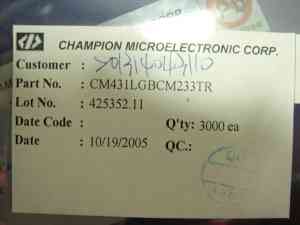 CHAMPION MICROELECTRONIC CORP.
Customer :
Part No. : CM431LGBCM233TR
Lot No. : 425352.11
Date Code : Q'ty: 3000 ea
Date : 10/19/2005 QC.: